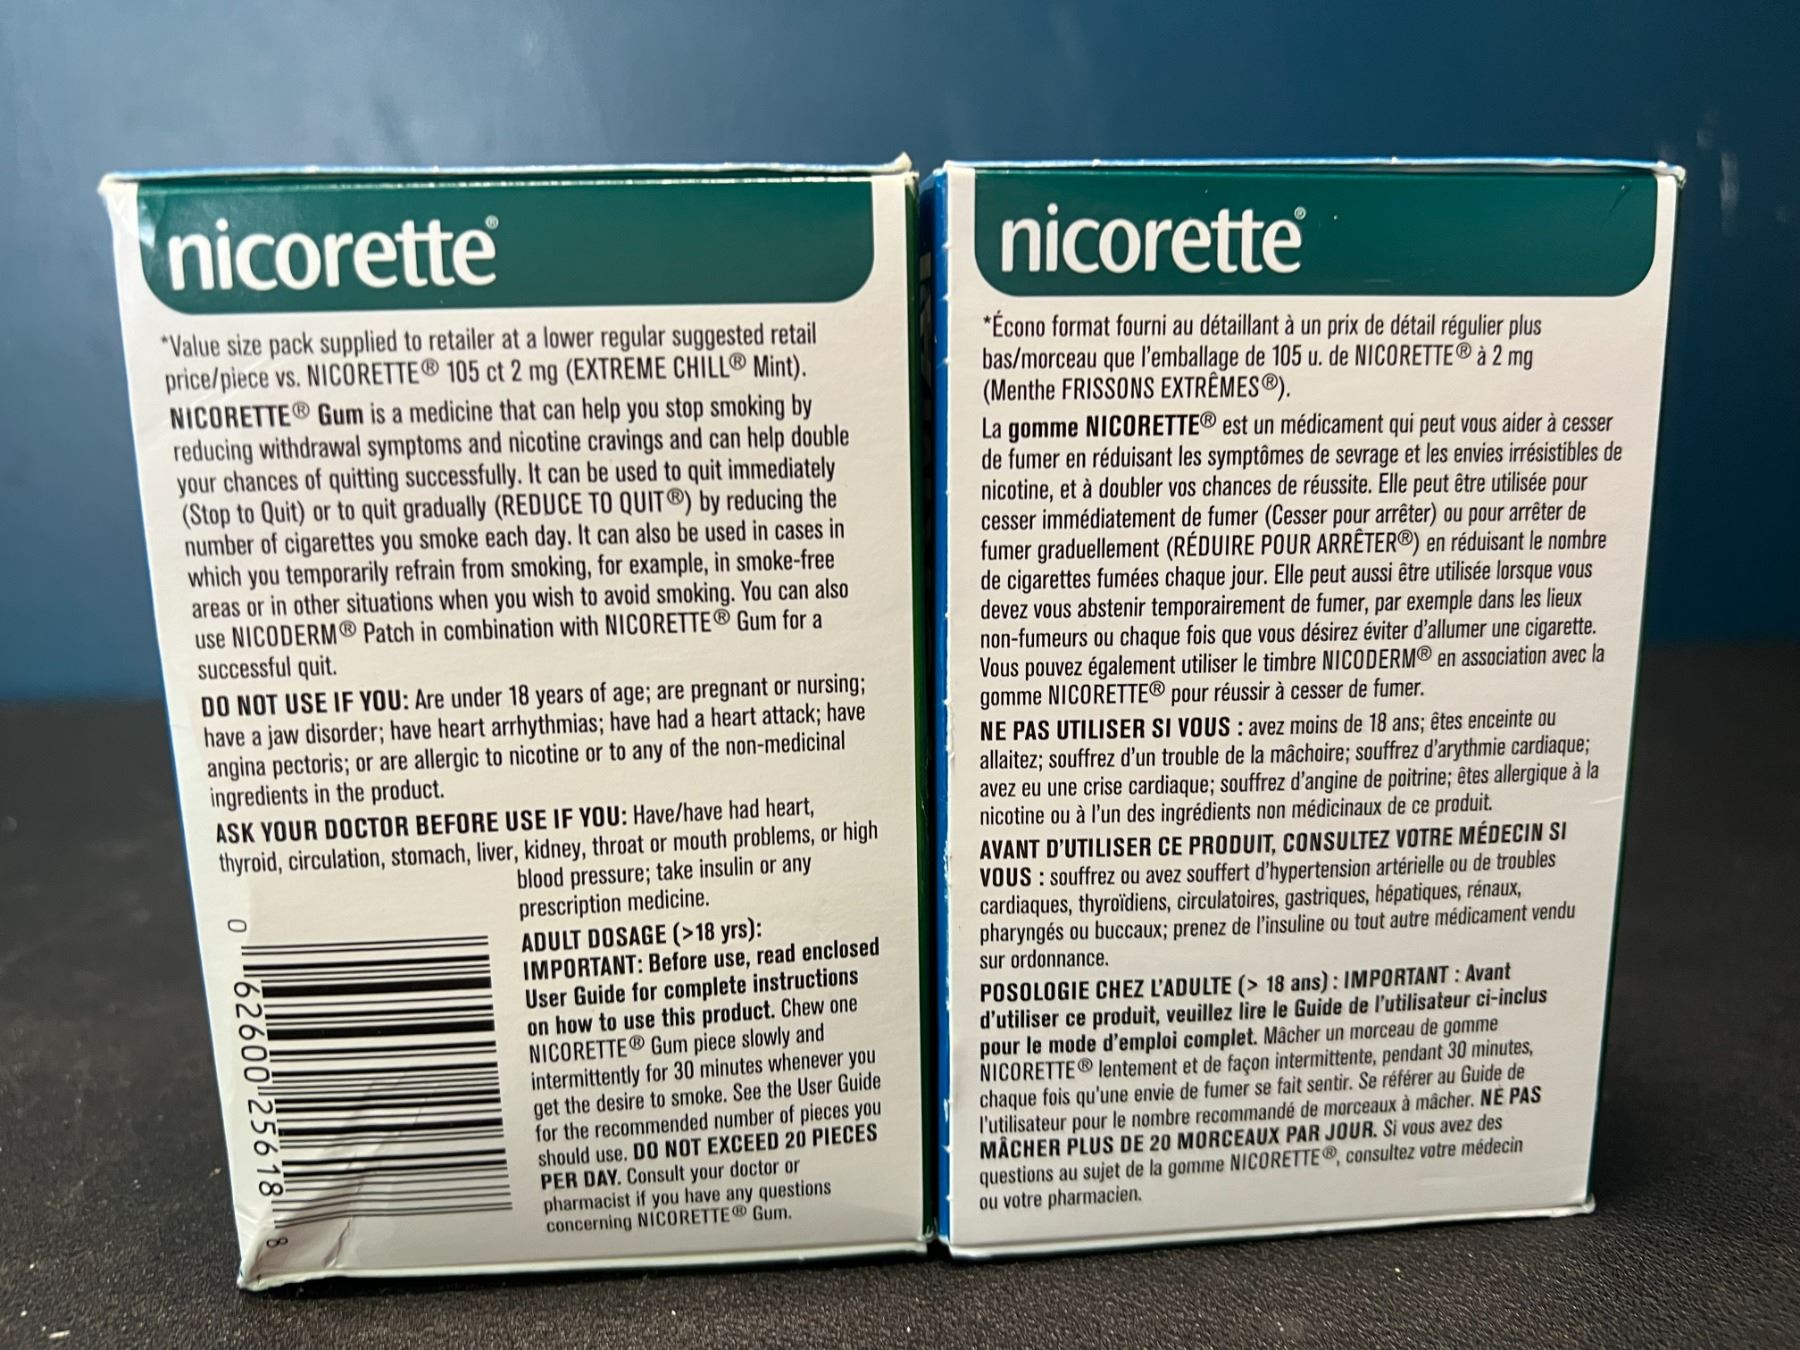 nicorette®
*Value size pack supplied to retailer at a lower regular suggested retail
price/piece vs. NICORETTE® 105 ct 2 mg (EXTREME CHILL® Mint).
NICORETTE® Gum is a medicine that can help you stop smoking by
reducing withdrawal symptoms and nicotine cravings and can help double
your chances of quitting successfully. It can be used to quit immediately
(Stop to Quit) or to quit gradually (REDUCE TO QUIT®) by reducing the
number of cigarettes you smoke each day. It can also be used in cases in
which you temporarily refrain from smoking, for example, in smoke-free
areas or in other situations when you wish to avoid smoking. You can also
use NICODERM® Patch in combination with NICORETTE® Gum for a
successful quit.
DO NOT USE IF YOU: Are under 18 years of age; are pregnant or nursing;
have a jaw disorder; have heart arrhythmias; have had a heart attack; have
angina pectoris; or are allergic to nicotine or to any of the non-medicinal
ingredients in the product.
ASK YOUR DOCTOR BEFORE USE IF YOU: Have/have had heart,
thyroid, circulation, stomach, liver, kidney, throat or mouth problems, or high
blood pressure; take insulin or any
prescription medicine.
ADULT DOSAGE (>18 yrs):
IMPORTANT: Before use, read enclosed
User Guide for complete instructions
on how to use this product. Chew one
NICORETTE® Gum piece slowly and
intermittently for 30 minutes whenever you
get the desire to smoke. See the User Guide
for the recommended number of pieces you
should use. DO NOT EXCEED 20 PIECES
PER DAY. Consult your doctor or
pharmacist if you have any questions
concerning NICORETTE® Gum.
0 62600 25618 8
nicorette®
*Écono format fourni au détaillant à un prix de détail régulier plus
bas/morceau que l'emballage de 105 u. de NICORETTE® à 2 mg
(Menthe FRISSONS EXTRÊMES®).
La gomme NICORETTE® est un médicament qui peut vous aider à cesser
de fumer en réduisant les symptômes de sevrage et les envies irrésistibles de
nicotine, et à doubler vos chances de réussite. Elle peut être utilisée pour
cesser immédiatement de fumer (Cesser pour arrêter) ou pour arrêter de
fumer graduellement (RÉDUIRE POUR ARRÊTER®) en réduisant le nombre
de cigarettes fumées chaque jour. Elle peut aussi être utilisée lorsque vous
devez vous abstenir temporairement de fumer, par exemple dans les lieux
non-fumeurs ou chaque fois que vous désirez éviter d'allumer une cigarette.
Vous pouvez également utiliser le timbre NICODERM® en association avec la
gomme NICORETTE® pour réussir à cesser de fumer.
NE PAS UTILISER SI VOUS : avez moins de 18 ans; êtes enceinte ou
allaitez; souffrez d'un trouble de la mâchoire; souffrez d'arythmie cardiaque;
avez eu une crise cardiaque; souffrez d'angine de poitrine; êtes allergique à la
nicotine ou à l'un des ingrédients non médicinaux de ce produit.
AVANT D'UTILISER CE PRODUIT, CONSULTEZ VOTRE MÉDECIN SI
VOUS : souffrez ou avez souffert d'hypertension artérielle ou de troubles
cardiaques, thyroïdiens, circulatoires, gastriques, hépatiques, rénaux,
pharyngés ou buccaux; prenez de l'insuline ou tout autre médicament vendu
sur ordonnance.
POSOLOGIE CHEZ L'ADULTE (> 18 ans) : IMPORTANT : Avant
d'utiliser ce produit, veuillez lire le Guide de l'utilisateur ci-inclus
pour le mode d'emploi complet. Mâcher un morceau de gomme
NICORETTE® lentement et de façon intermittente, pendant 30 minutes,
chaque fois qu'une envie de fumer se fait sentir. Se référer au Guide de
l'utilisateur pour le nombre recommandé de morceaux à mâcher. NE PAS
MÂCHER PLUS DE 20 MORCEAUX PAR JOUR. Si vous avez des
questions au sujet de la gomme NICORETTE®, consultez votre médecin
ou votre pharmacien.